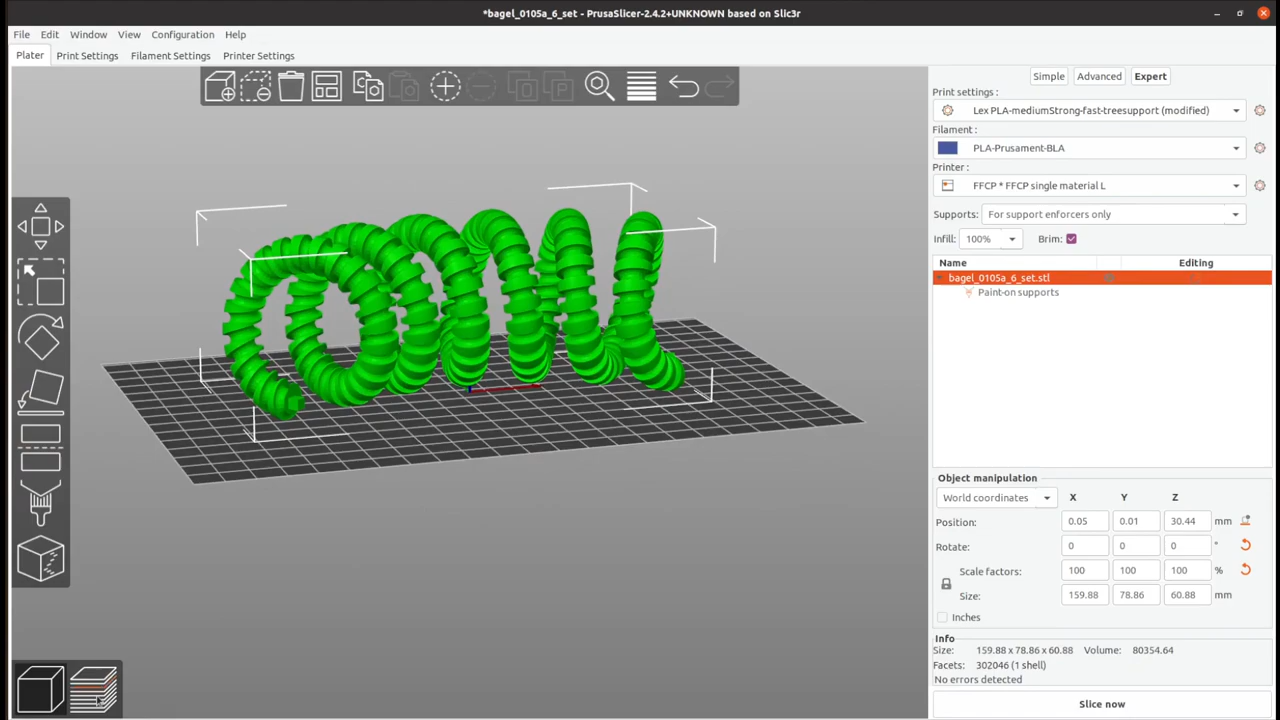 *bagel_0105a_6_set - PrusaSlicer-2.4.2+UNKNOWN based on Slic3r
File Edit Window View Configuration Help
Plater Print Settings Filament Settings Printer Settings
Simple Advanced Expert
Print settings :
Lex PLA-mediumStrong-fast-treesupport (modified)
Filament :
PLA-Prusament-BLA
Printer :
FFCP * FFCP single material L
Supports: For support enforcers only
Infill: 100% Brim:
Name Editing
bagel_0105a_6_set.stl
Paint-on supports
Object manipulation
World coordinates X Y Z
Position: 0.05 0.01 30.44 mm
Rotate: 0 0 0 °
Scale factors: 100 100 100 %
Size: 159.88 78.86 60.88 mm
Inches
Info
Size: 159.88 x 78.86 x 60.88 Volume: 80354.64
Facets: 302046 (1 shell)
No errors detected
Slice now